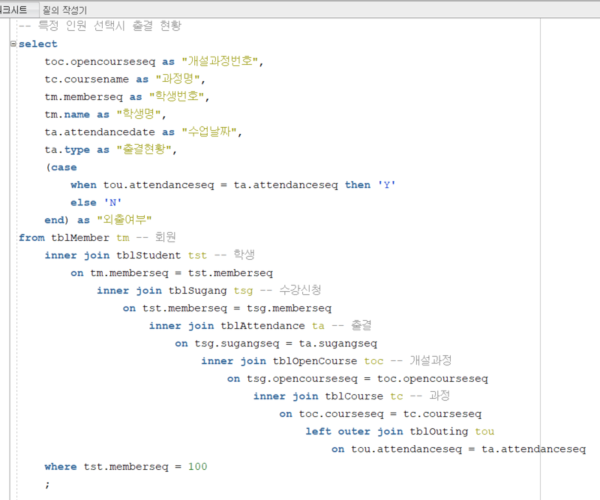 크시트 질의 작성기
-- 특정 인원 선택시 출결 현황
select
toc.opencourseseq as "개설과정번호",
tc.coursename as "과정명",
tm.memberseq as "학생번호",
tm.name as "학생명",
ta.attendancedate as "수업날짜",
ta.type as "출결현황",
(case
when tou.attendanceseq = ta.attendanceseq then 'Y'
else 'N'
end) as "외출여부"
from tblMember tm -- 회원
inner join tblStudent tst -- 학생
on tm.memberseq = tst.memberseq
inner join tblSugang tsg -- 수강신청
on tst.memberseq = tsg.memberseq
inner join tblAttendance ta -- 출결
on tsg.sugangseq = ta.sugangseq
inner join tblOpenCourse toc -- 개설과정
on tsg.opencourseseq = toc.opencourseseq
inner join tblCourse tc -- 과정
on toc.courseseq = tc.courseseq
left outer join tblOuting tou
on tou.attendanceseq = ta.attendanceseq
where tst.memberseq = 100
;